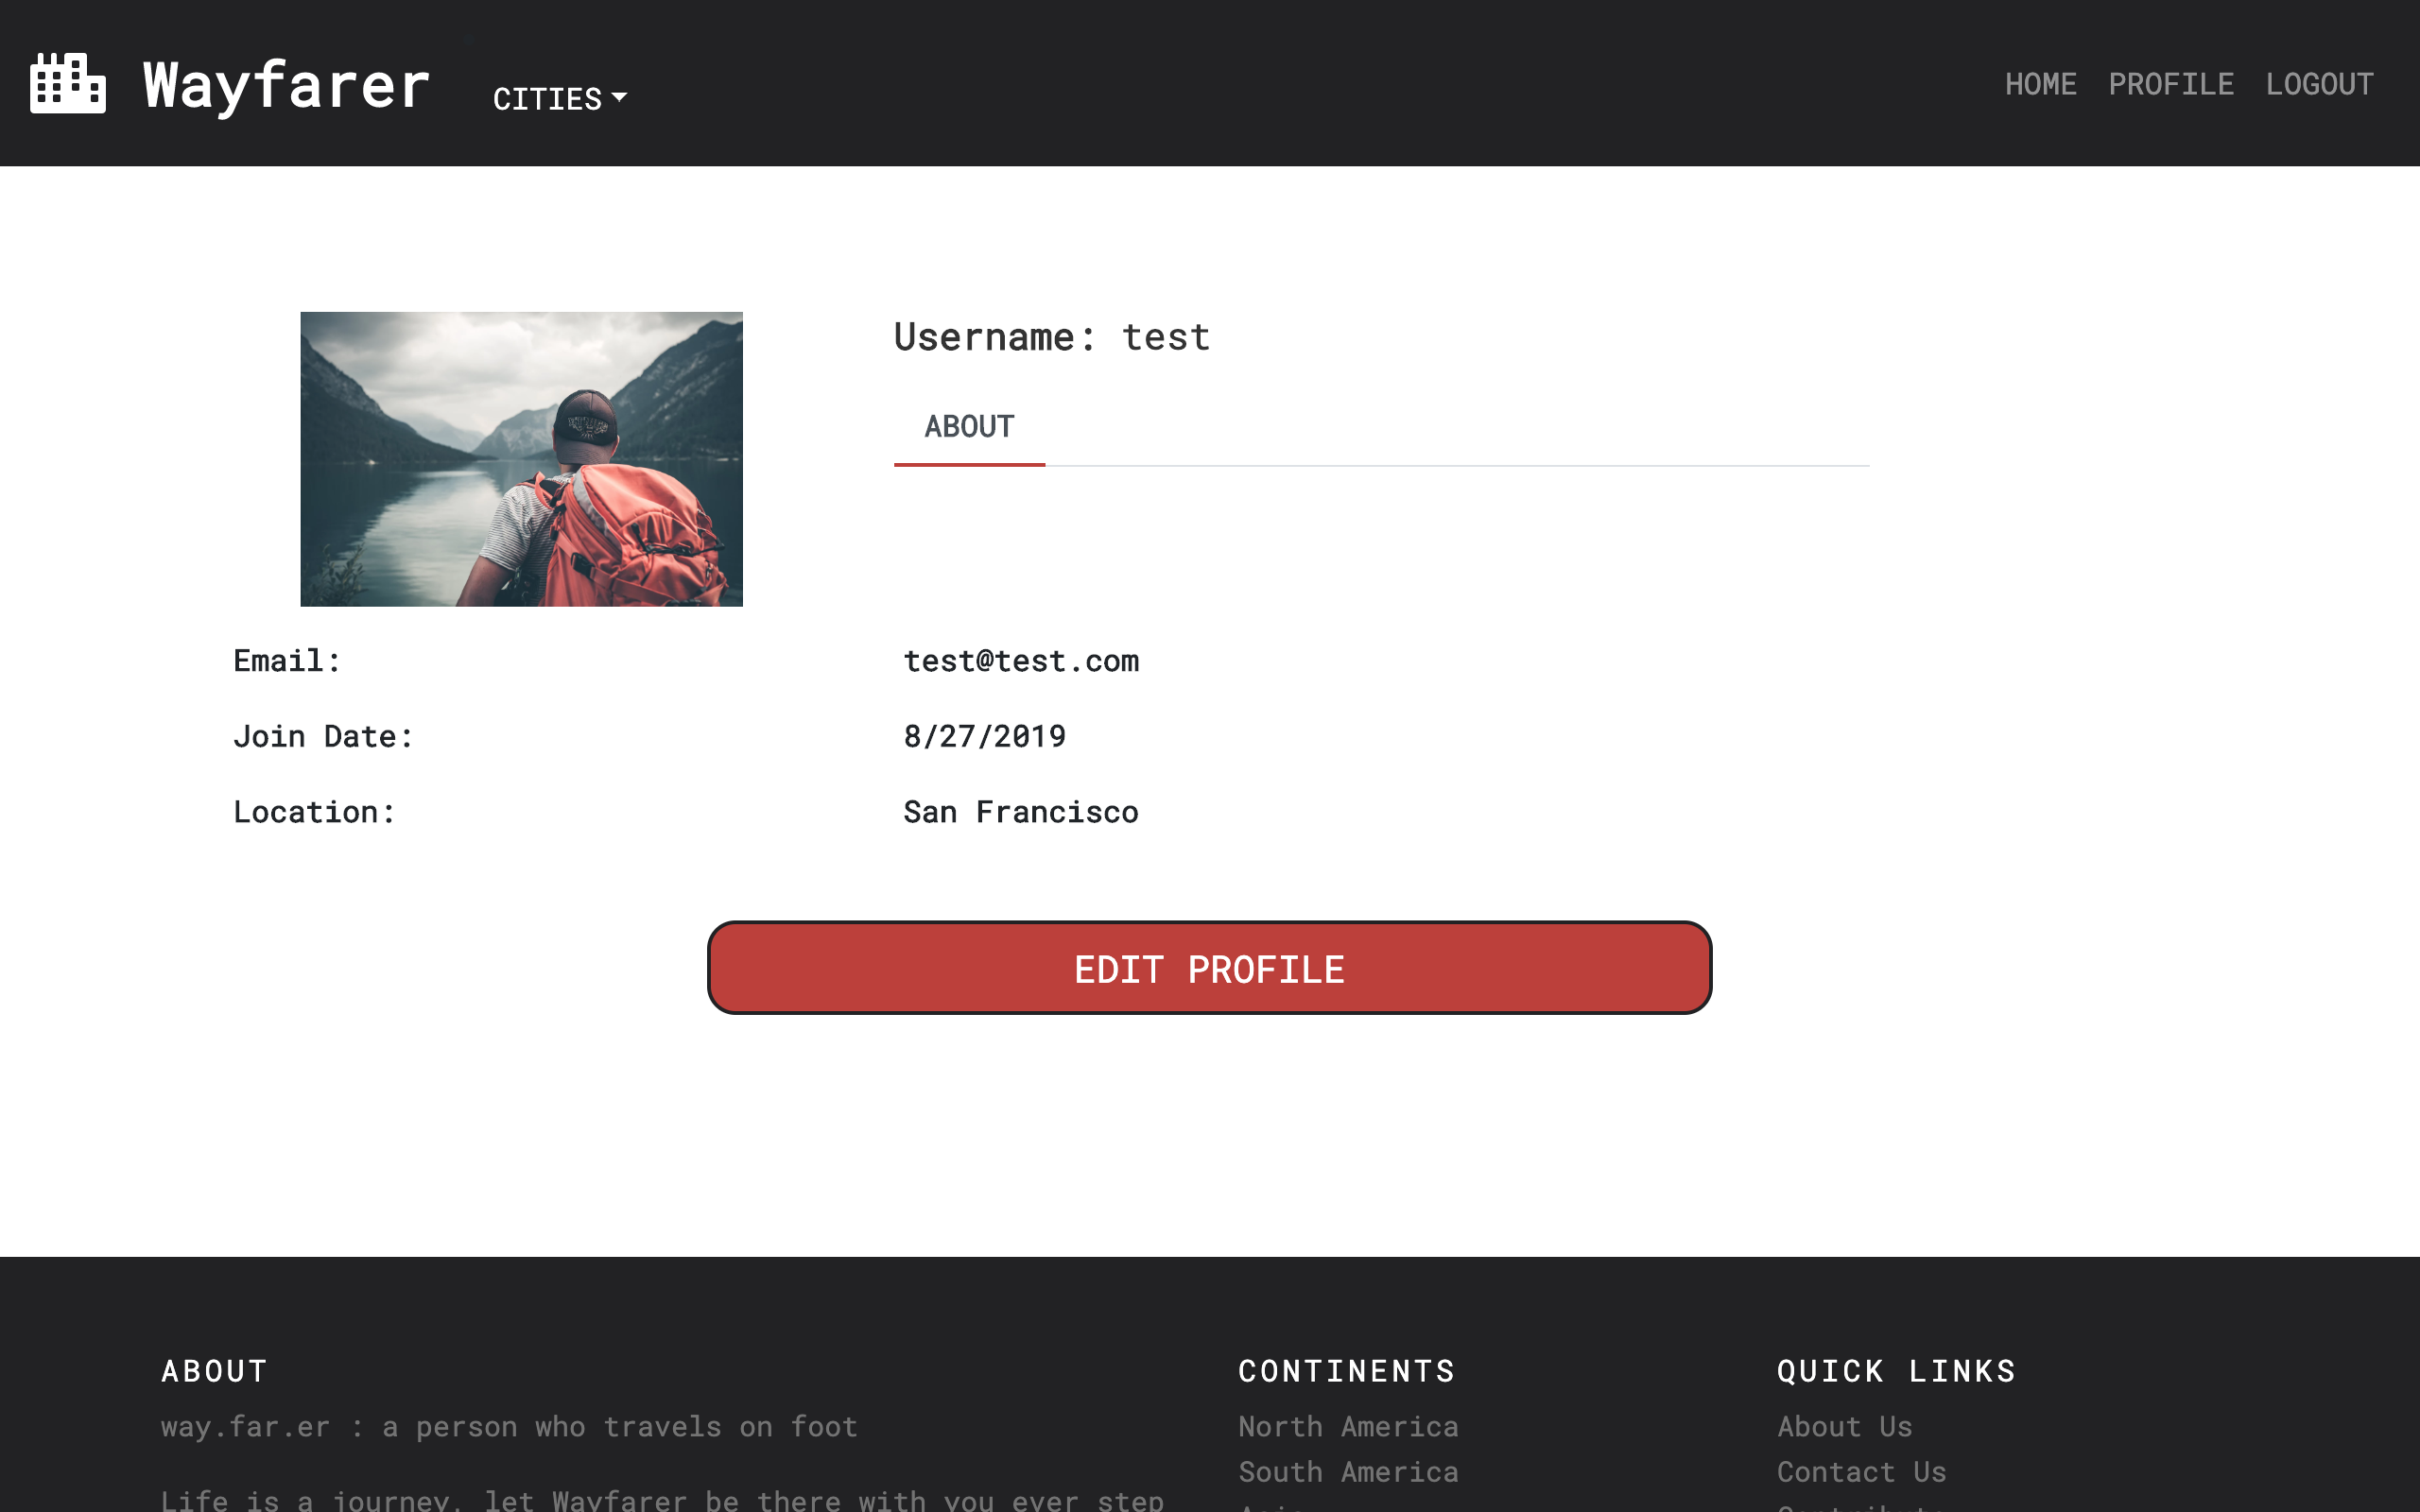 Wayfarer CITIES HOME PROFILE LOGOUT
Username: test
ABOUT
Email: test@test.com
Join Date: 8/27/2019
Location: San Francisco
EDIT PROFILE
ABOUT
way.far.er : a person who travels on foot
Life is a journey, let Wayfarer be there with you ever step
CONTINENTS
North America
South America
Asia
QUICK LINKS
About Us
Contact Us
Contribute